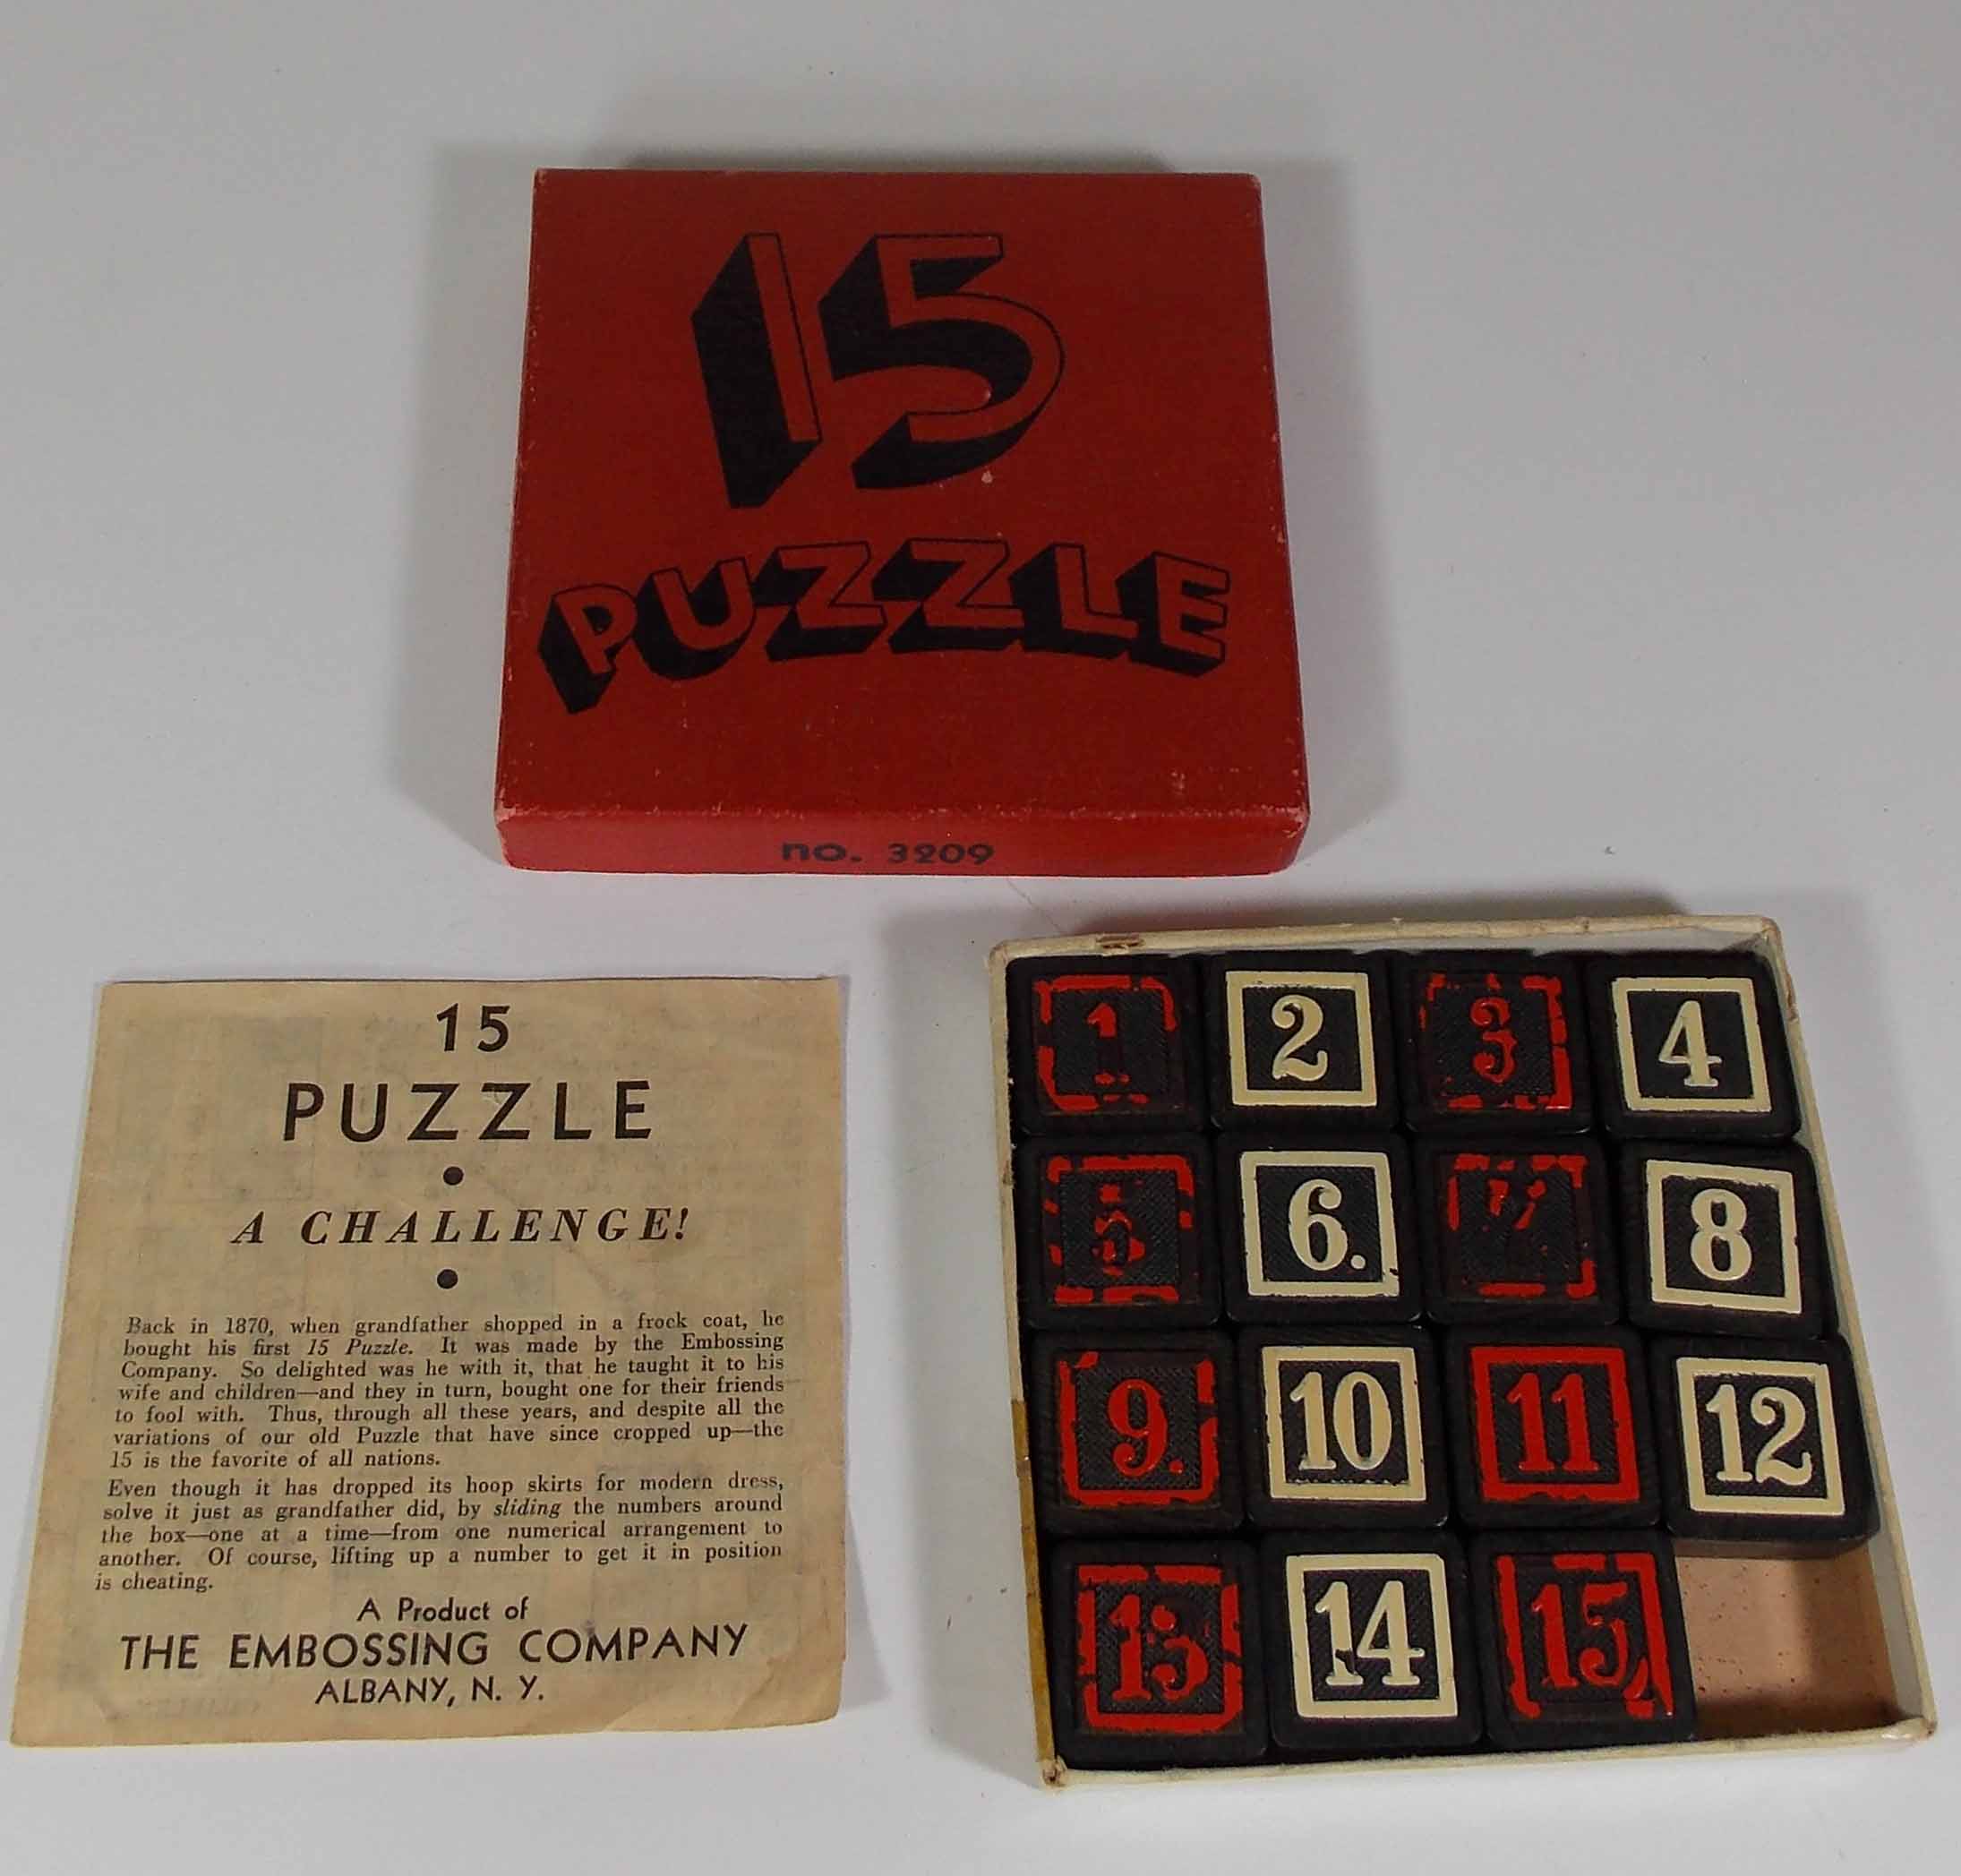 15
PUZZLE
no. 3209
15
PUZZLE
A CHALLENGE!
Back in 1870, when grandfather shopped in a frock coat, he
bought his first 15 Puzzle. It was made by the Embossing
Company. So delighted was he with it, that he taught it to his
wife and children—and they in turn, bought one for their friends
to fool with. Thus, through all these years, and despite all the
variations of our old Puzzle that have since cropped up—the
15 is the favorite of all nations.
Even though it has dropped its hoop skirts for modern dress,
solve it just as grandfather did, by sliding the numbers around
the box—one at a time—from one numerical arrangement to
another. Of course, lifting up a number to get it in position
is cheating.
A Product of
THE EMBOSSING COMPANY
ALBANY, N. Y.
1 2 3 4
5 6. 7 8
9. 10 11 12
13 14 15